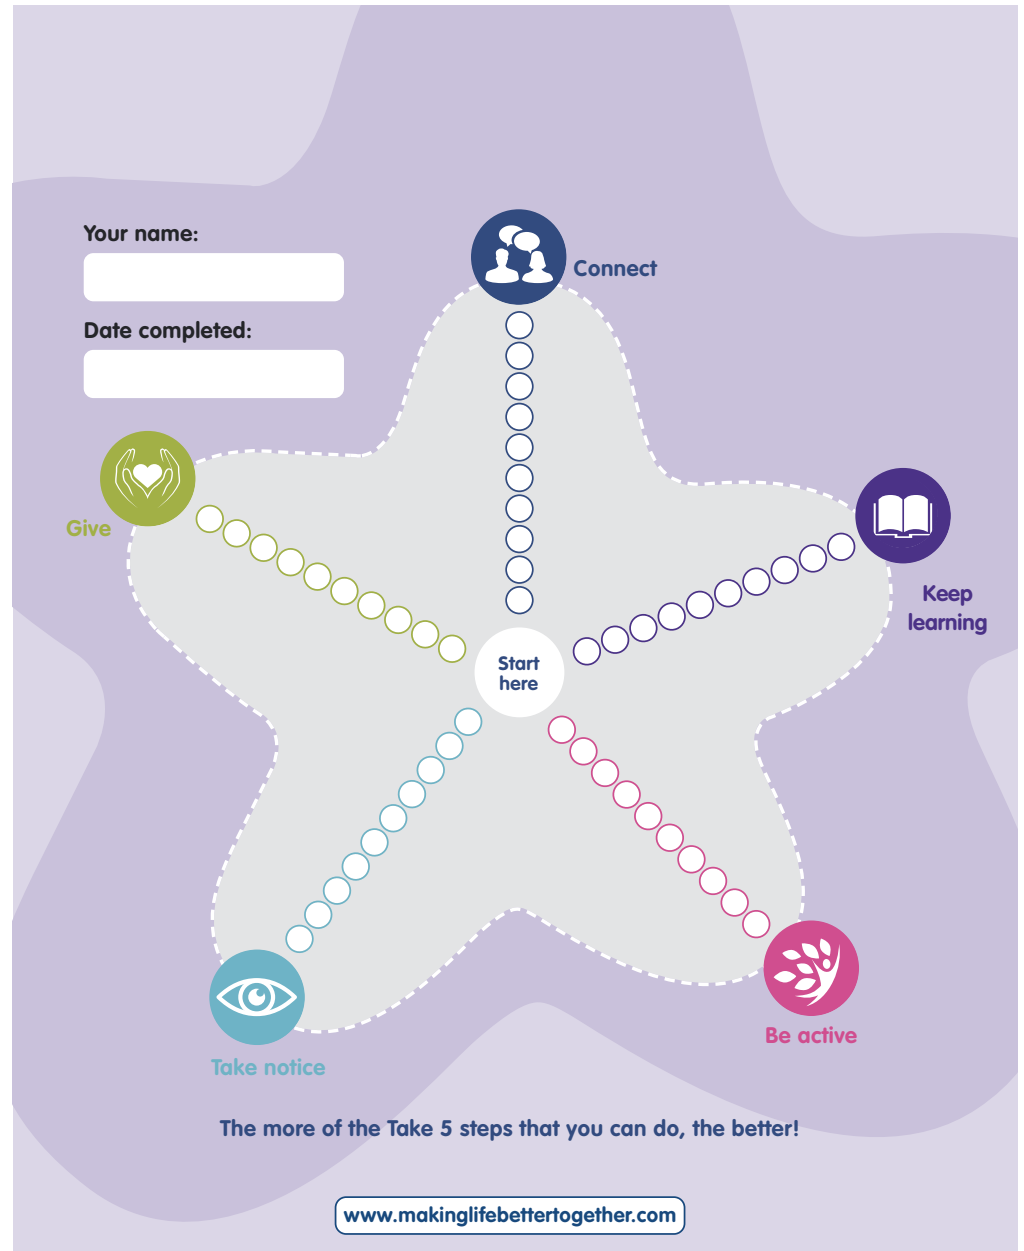 Your name:
Date completed:
Connect
Give
Keep
learning
Start
here
Be active
Take notice
The more of the Take 5 steps that you can do, the better!
www.makinglifebettertogether.com